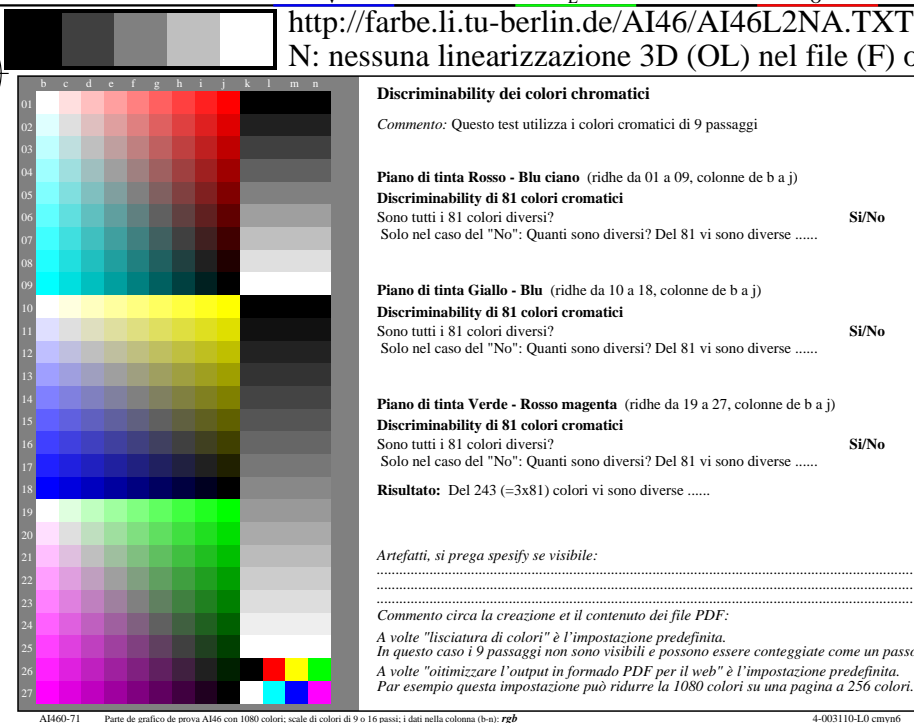 http://farbe.li.tu-berlin.de/AI46/AI46L2NA.TXT
N: nessuna linearizzazione 3D (OL) nel file (F) o
b c d e f g h i j k l m n
01
02
03
04
05
06
07
08
09
10
11
12
13
14
15
16
17
18
19
20
21
22
23
24
25
26
27
Discriminability dei colori chromatici
Commento: Questo test utilizza i colori cromatici di 9 passaggi
Piano di tinta Rosso - Blu ciano (ridhe da 01 a 09, colonne de b a j)
Discriminability di 81 colori cromatici
Sono tutti i 81 colori diversi? Si/No
Solo nel caso del "No": Quanti sono diversi? Del 81 vi sono diverse ......
Piano di tinta Giallo - Blu (ridhe da 10 a 18, colonne de b a j)
Discriminability di 81 colori cromatici
Sono tutti i 81 colori diversi? Si/No
Solo nel caso del "No": Quanti sono diversi? Del 81 vi sono diverse ......
Piano di tinta Verde - Rosso magenta (ridhe da 19 a 27, colonne de b a j)
Discriminability di 81 colori cromatici
Sono tutti i 81 colori diversi? Si/No
Solo nel caso del "No": Quanti sono diversi? Del 81 vi sono diverse ......
Risultato: Del 243 (=3x81) colori vi sono diverse ......
Artefatti, si prega spesify se visibile:
Commento circa la creazione et il contenuto dei file PDF:
A volte "lisciatura di colori" è l'impostazione predefinita.
In questo caso i 9 passaggi non sono visibili e possono essere conteggiate come un passo
A volte "oitimizzare l'output in formado PDF per il web" è l'impostazione predefinita.
Par esempio questa impostazione può ridurre la 1080 colori su una pagina a 256 colori.
AI460-71 Parte de grafico de prova AI46 con 1080 colori; scale di colori di 9 o 16 passi; i dati nella colonna (b-n): rgb 4-003110-L0 cmyn6